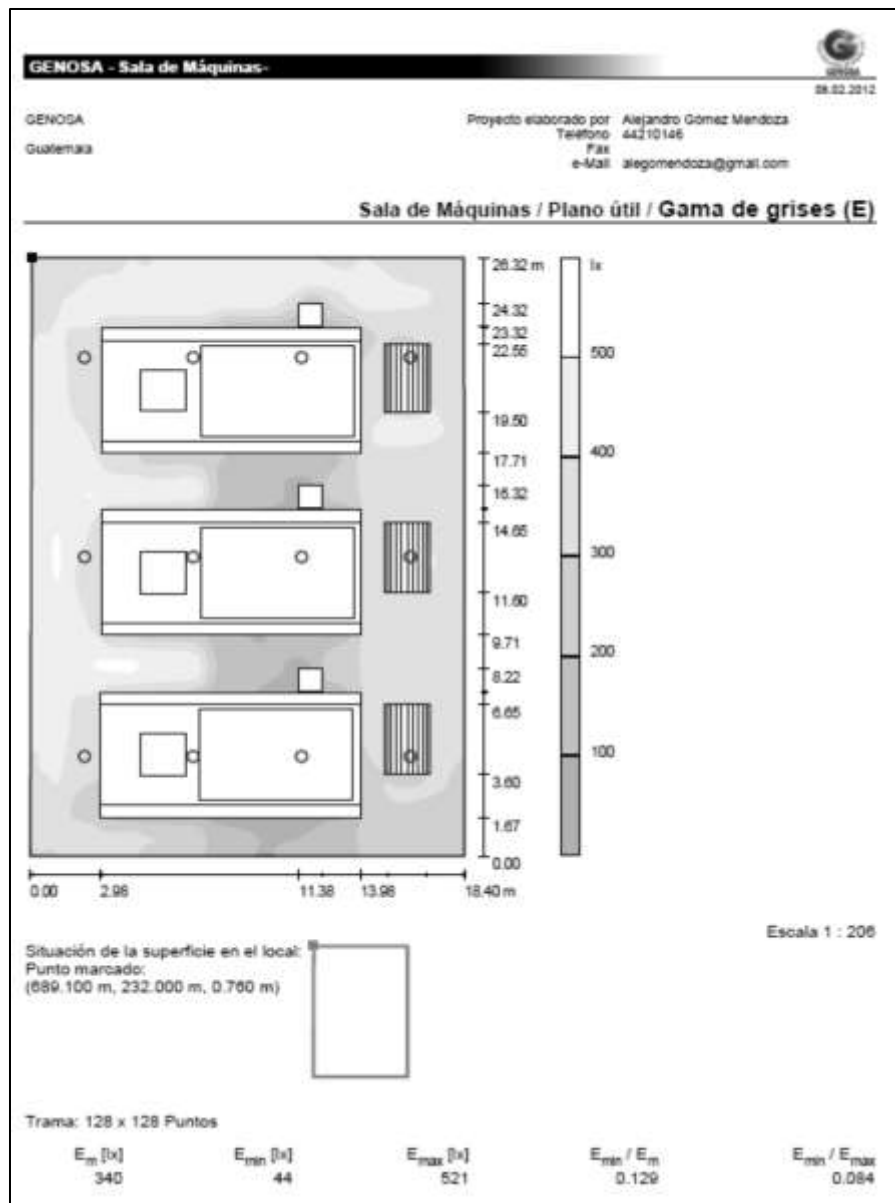 GENOSA - Sala de Máquinas-
GENOSA
08.02.2012
GENOSA
Guatemala
Proyecto elaborado por Alejandro Gómez Mendoza
Teléfono 44210146
Fax
e-Mail alegomendoza@gmail.com
Sala de Máquinas / Plano útil / Gama de grises (E)
26.32 m
24.32
23.32
22.55
19.50
17.71
16.32
14.65
11.60
9.71
8.22
6.65
3.60
1.67
0.00
lx
500
400
300
200
100
0.00 2.98 11.38 13.98 18.40 m
Escala 1 : 206
Situación de la superficie en el local:
Punto marcado:
(689.100 m, 232.000 m, 0.760 m)
Trama: 128 x 128 Puntos
Em [lx] Emin [lx] Emax [lx] Emin / Em Emin / Emax
340 44 521 0.129 0.084